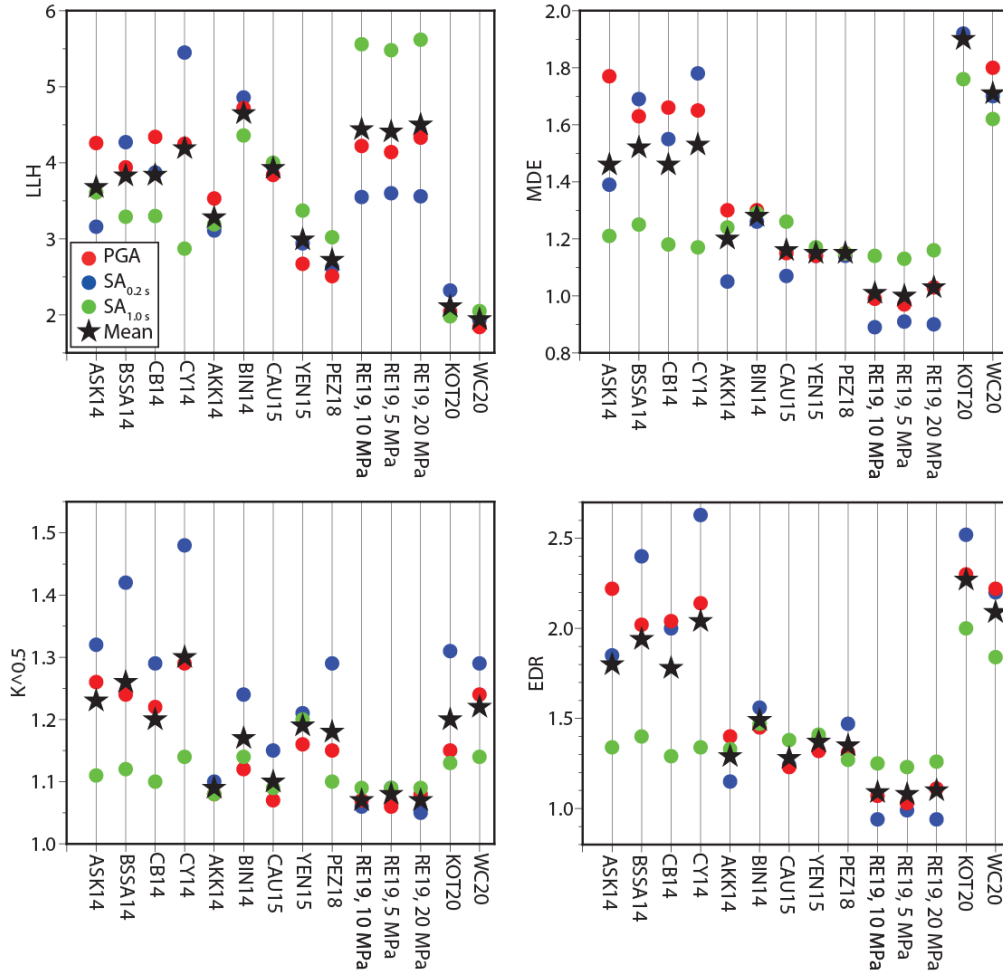 6
5
4
3
2
LLH
PGA
SA0.2 s
SA1.0 s
Mean
ASK14
BSSA14
CB14
CY14
AKK14
BIN14
CAU15
YEN15
PEZ18
RE19, 10 MPa
RE19, 5 MPa
RE19, 20 MPa
KOT20
WC20
2.0
1.8
1.6
1.4
1.2
1.0
0.8
MDE
ASK14
BSSA14
CB14
CY14
AKK14
BIN14
CAU15
YEN15
PEZ18
RE19, 10 MPa
RE19, 5 MPa
RE19, 20 MPa
KOT20
WC20
1.5
1.4
1.3
1.2
1.1
1.0
K^0.5
ASK14
BSSA14
CB14
CY14
AKK14
BIN14
CAU15
YEN15
PEZ18
RE19, 10 MPa
RE19, 5 MPa
RE19, 20 MPa
KOT20
WC20
2.5
2.0
1.5
1.0
EDR
ASK14
BSSA14
CB14
CY14
AKK14
BIN14
CAU15
YEN15
PEZ18
RE19, 10 MPa
RE19, 5 MPa
RE19, 20 MPa
KOT20
WC20